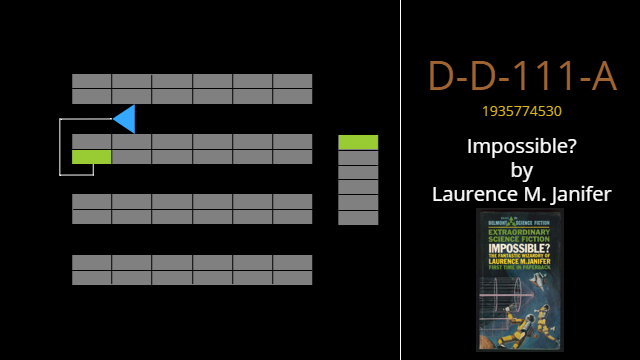 D-D-111-A
1935774530
Impossible?
by
Laurence M. Janifer
BELMONT SCIENCE FICTION
EXTRAORDINARY
SCIENCE FICTION
IMPOSSIBLE?
THE FANTASTIC WIZARDRY OF
LAURENCE M. JANIFER
FIRST TIME IN PAPERBACK